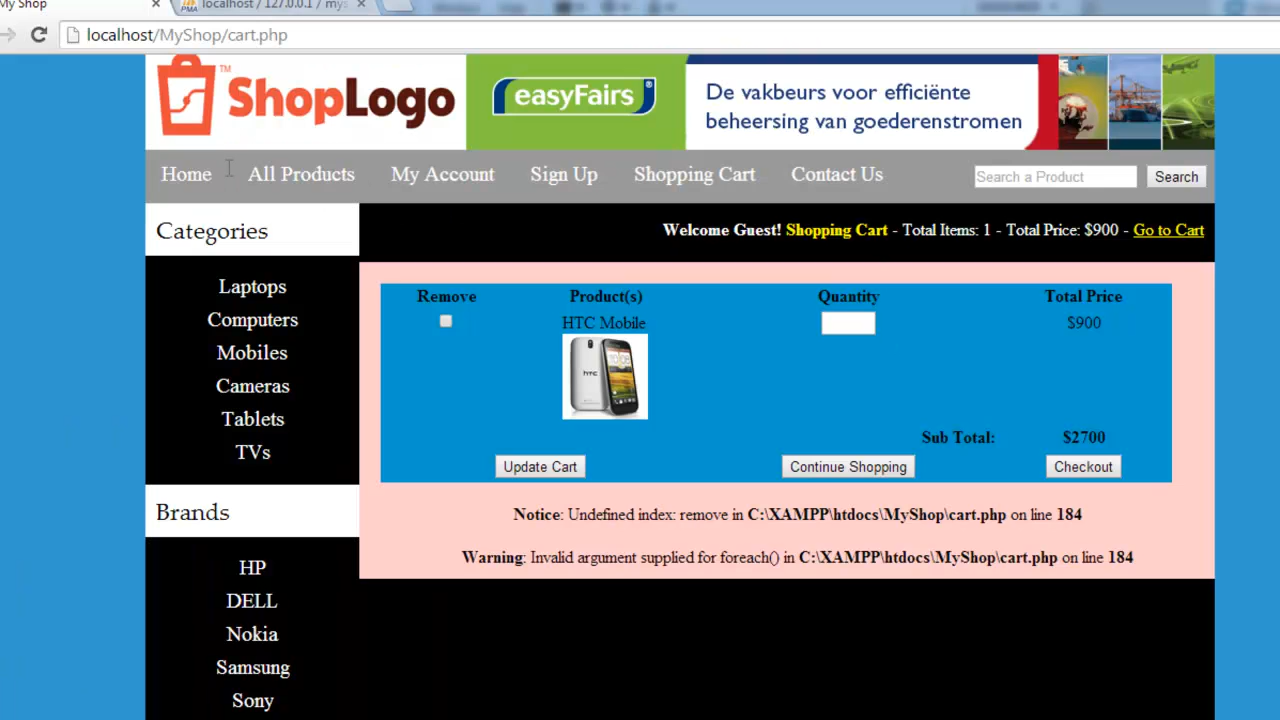 My Shop
localhost / 127.0.0.1 / mys
localhost/MyShop/cart.php
ShopLogo™
easyFairs®
De vakbeurs voor efficiënte
beheersing van goederenstromen
Home All Products My Account Sign Up Shopping Cart Contact Us Search a Product Search
Categories
Welcome Guest! Shopping Cart - Total Items: 1 - Total Price: $900 - Go to Cart
Laptops
Computers
Mobiles
Cameras
Tablets
TVs
Remove Product(s) Quantity Total Price
HTC Mobile $900
hTC
Sub Total: $2700
Update Cart Continue Shopping Checkout
Brands
Notice: Undefined index: remove in C:\XAMPP\htdocs\MyShop\cart.php on line 184
Warning: Invalid argument supplied for foreach() in C:\XAMPP\htdocs\MyShop\cart.php on line 184
HP
DELL
Nokia
Samsung
Sony